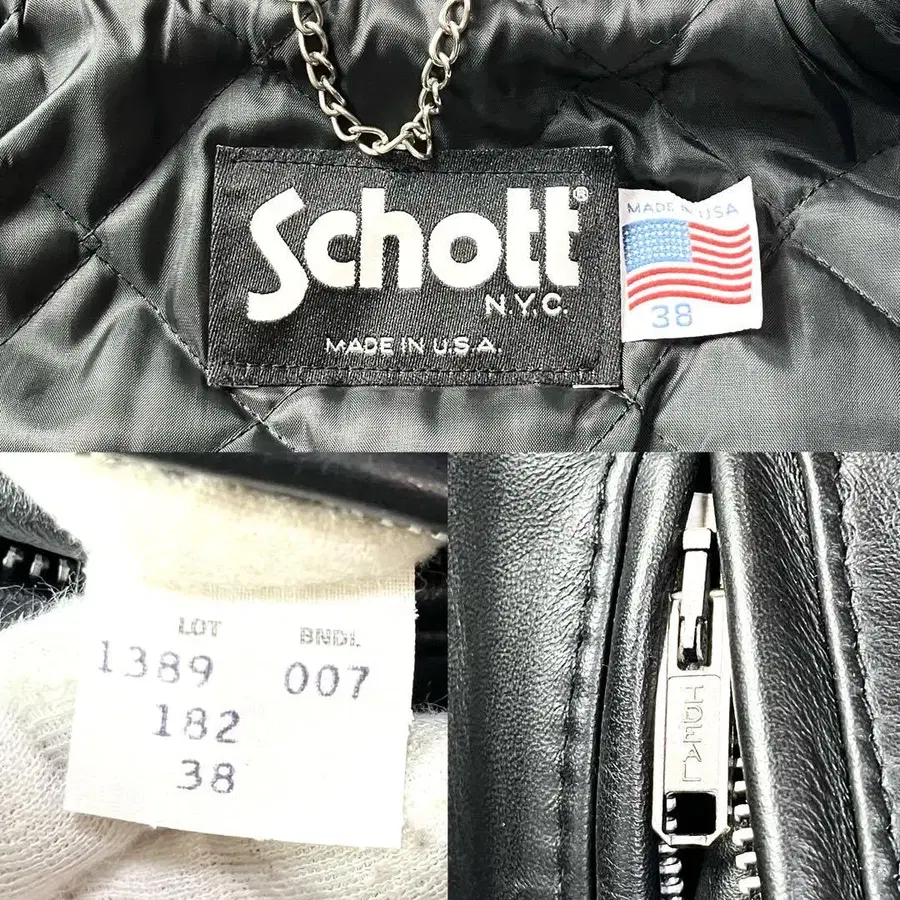 Schott®
N.Y.C.
MADE IN U.S.A.
MADE IN USA
38
LOT BNDL
1389 007
182
38
IDEAL